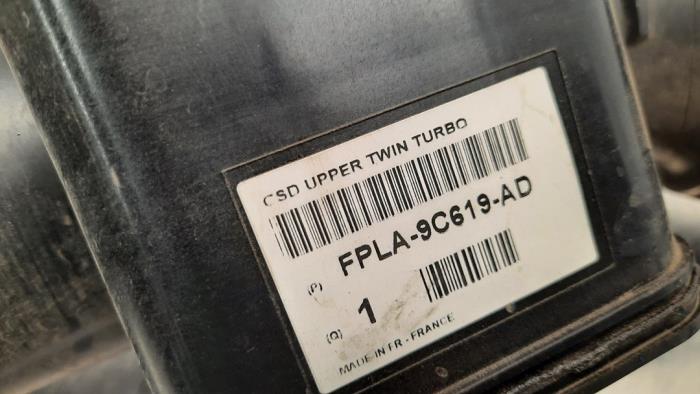 CSD UPPER TWIN TURBO
FPLA-9C619-AD
(P)
1
(Q)
MADE IN FR - FRANCE